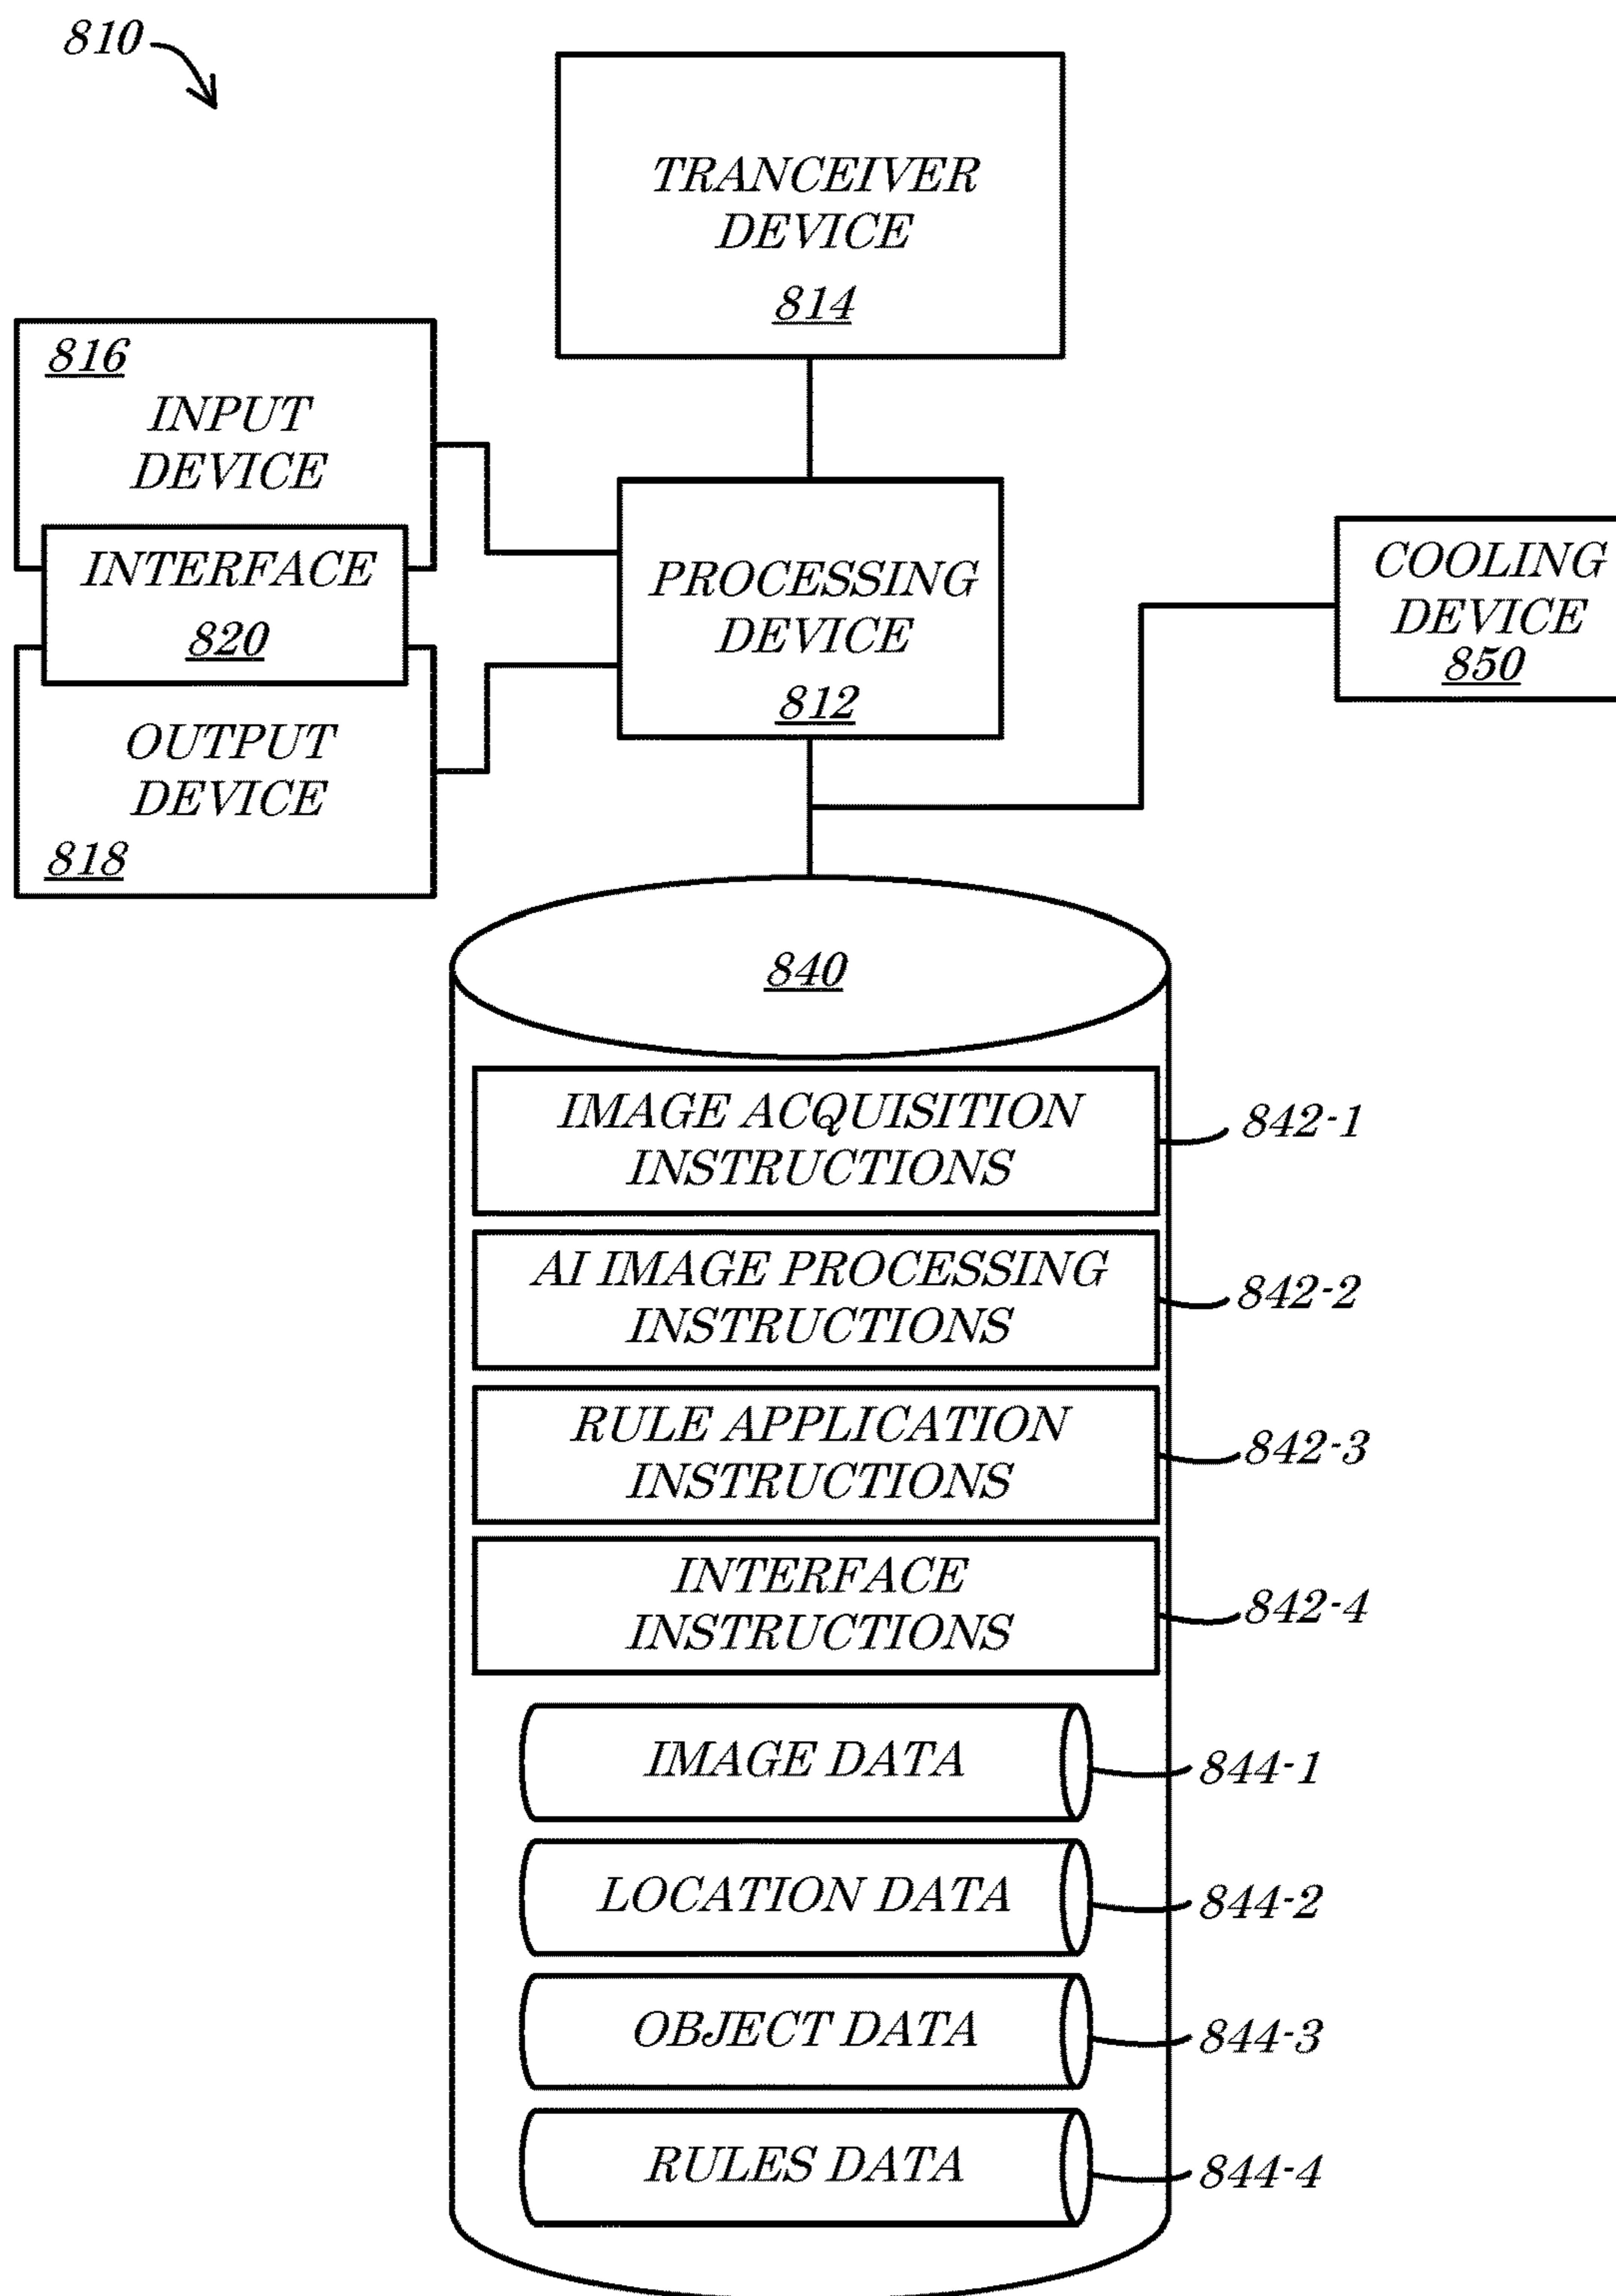 810
TRANCEIVER
DEVICE
814
816
INPUT
DEVICE
INTERFACE
820
OUTPUT
DEVICE
818
PROCESSING
DEVICE
812
COOLING
DEVICE
850
840
IMAGE ACQUISITION
INSTRUCTIONS
842-1
AI IMAGE PROCESSING
INSTRUCTIONS
842-2
RULE APPLICATION
INSTRUCTIONS
842-3
INTERFACE
INSTRUCTIONS
842-4
IMAGE DATA
844-1
LOCATION DATA
844-2
OBJECT DATA
844-3
RULES DATA
844-4